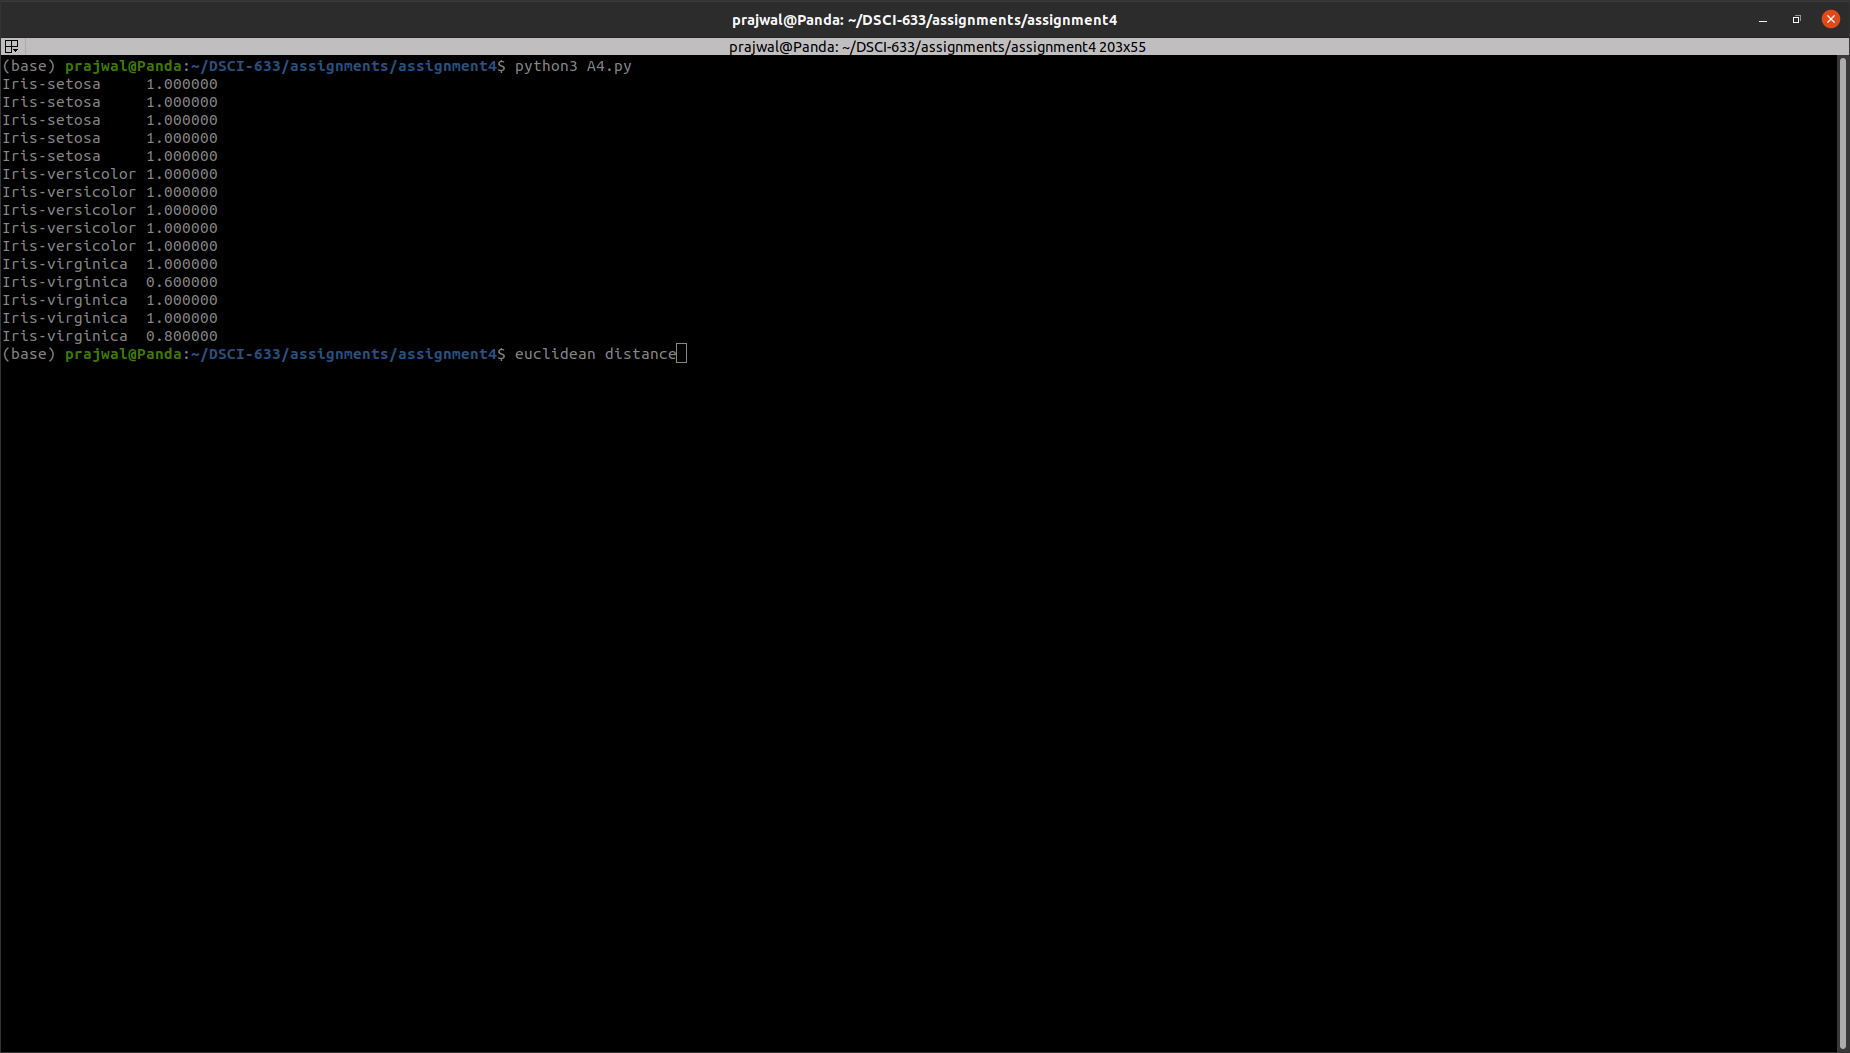 prajwal@Panda: ~/DSCI-633/assignments/assignment4
prajwal@Panda: ~/DSCI-633/assignments/assignment4 203x55
(base) prajwal@Panda:~/DSCI-633/assignments/assignment4$ python3 A4.py
Iris-setosa     1.000000
Iris-setosa     1.000000
Iris-setosa     1.000000
Iris-setosa     1.000000
Iris-setosa     1.000000
Iris-versicolor 1.000000
Iris-versicolor 1.000000
Iris-versicolor 1.000000
Iris-versicolor 1.000000
Iris-versicolor 1.000000
Iris-virginica  1.000000
Iris-virginica  0.600000
Iris-virginica  1.000000
Iris-virginica  1.000000
Iris-virginica  0.800000
(base) prajwal@Panda:~/DSCI-633/assignments/assignment4$ euclidean distance